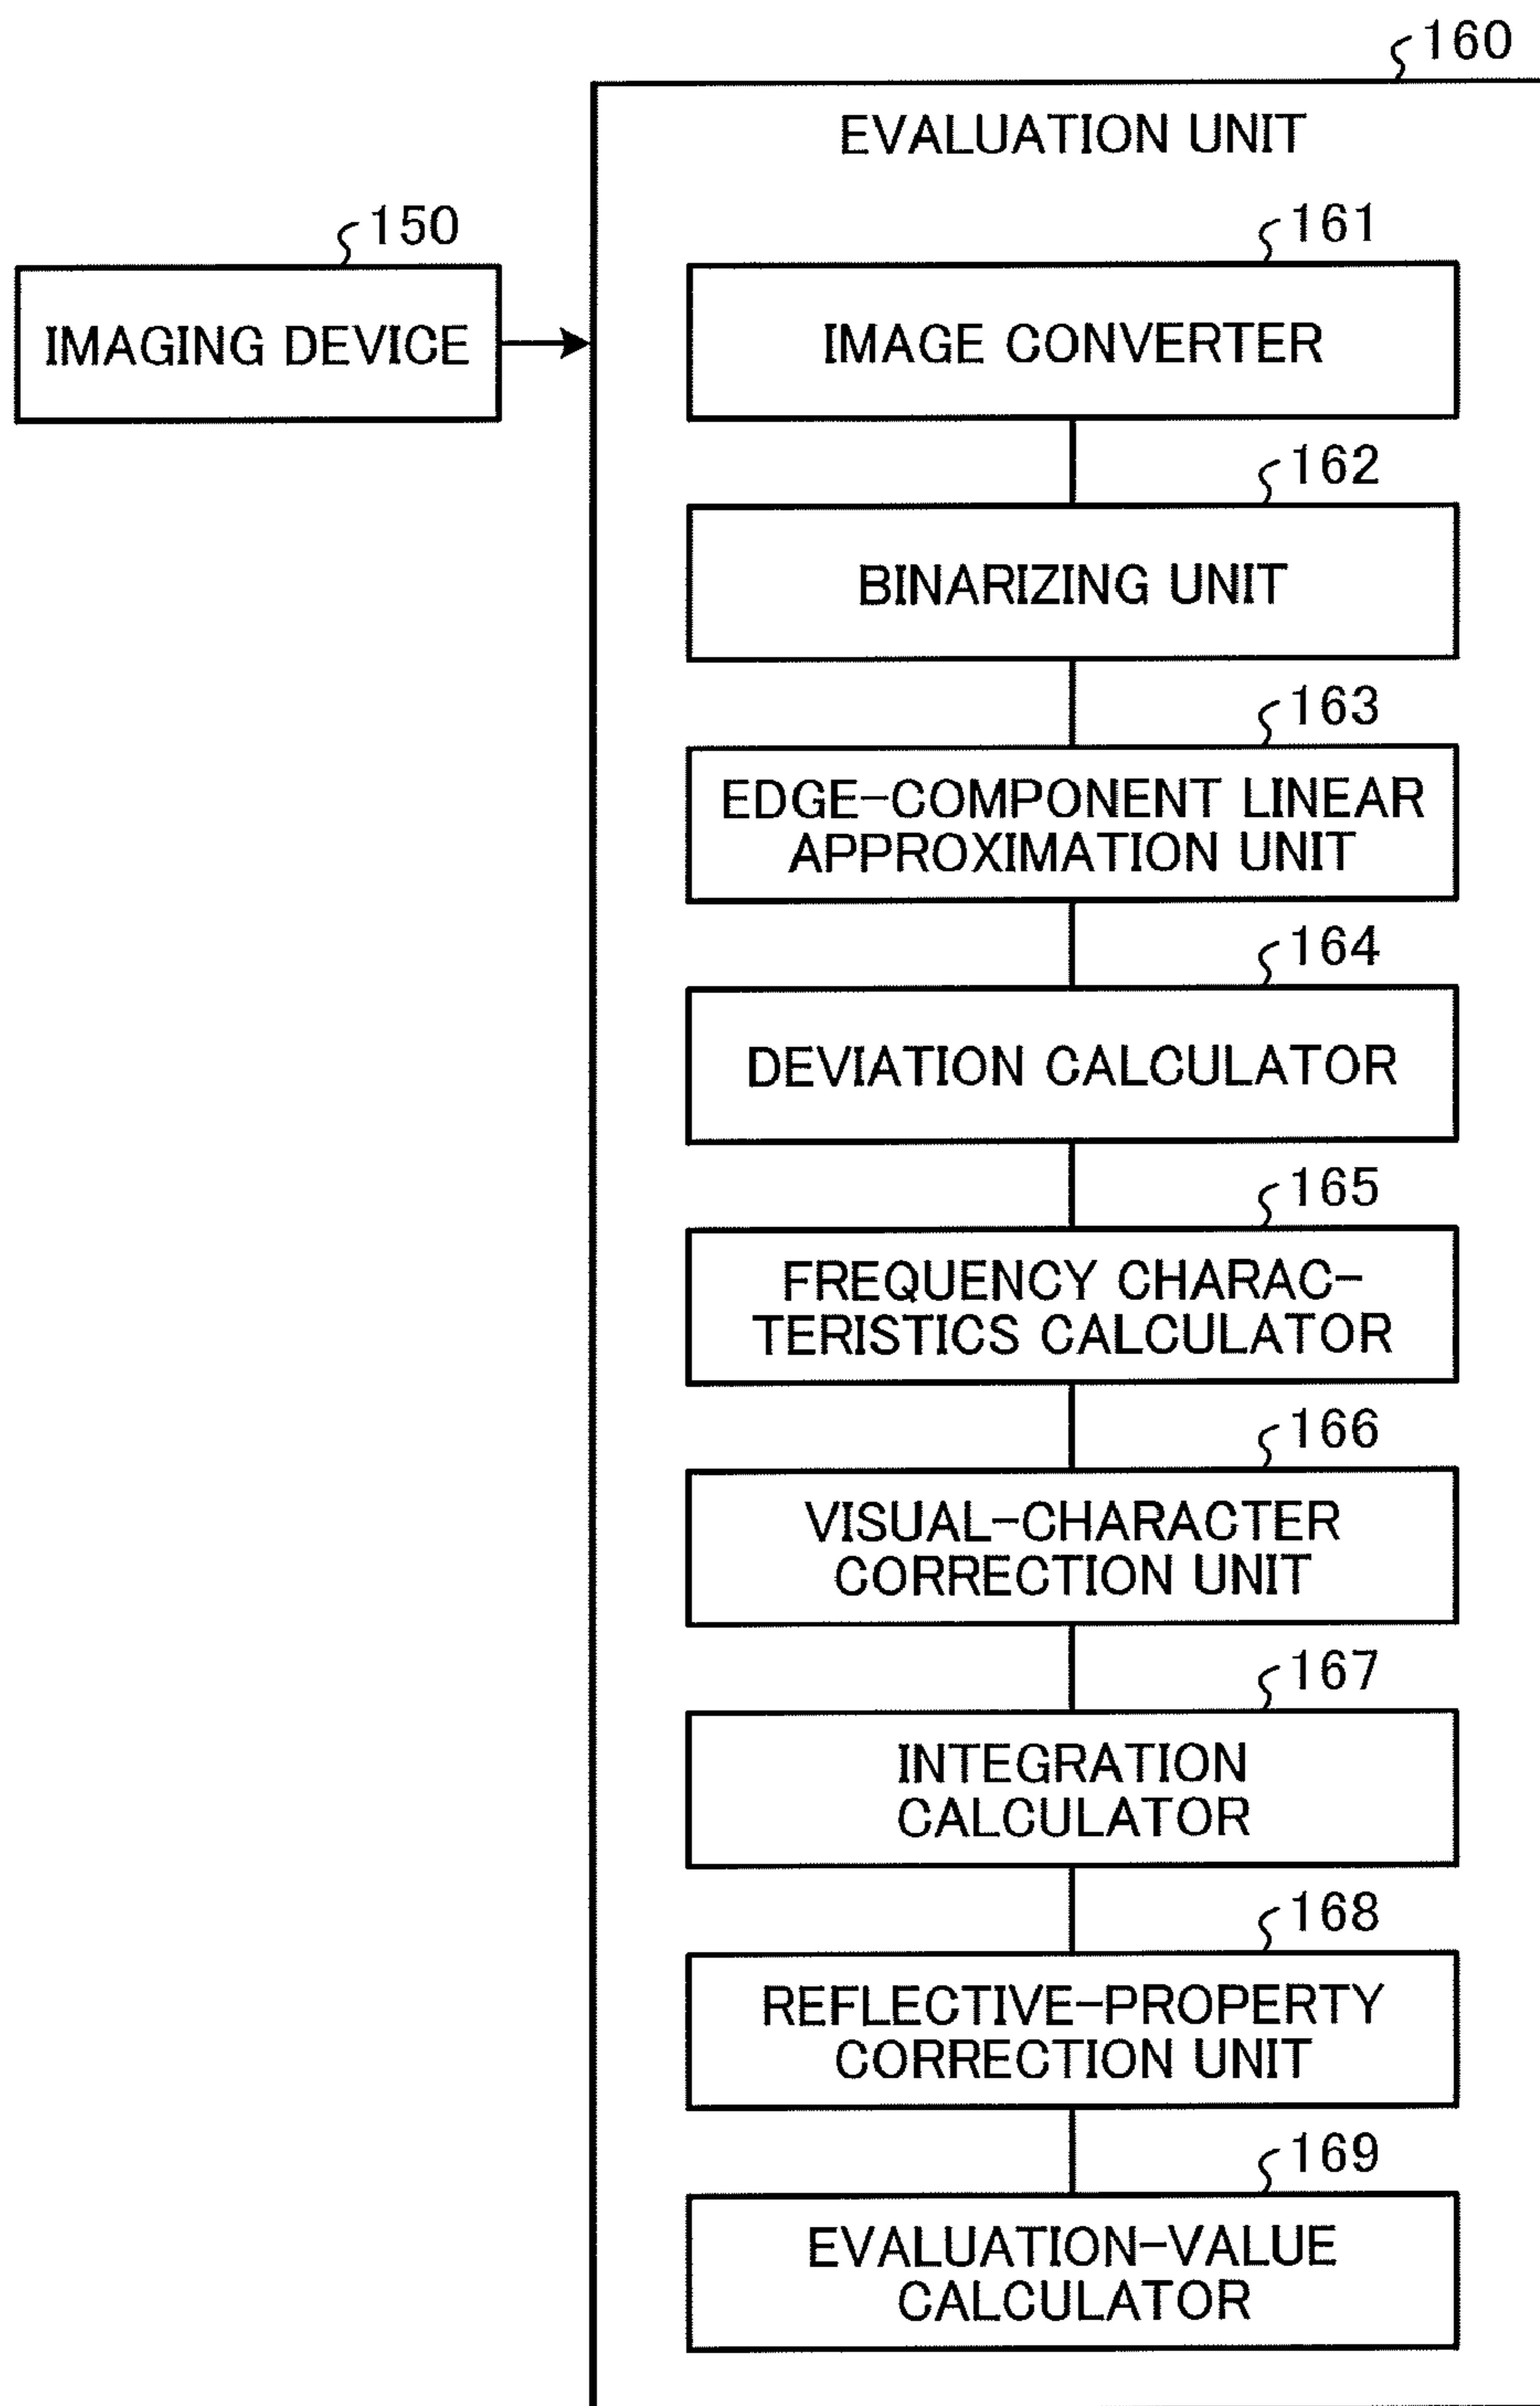 160
EVALUATION UNIT
150
IMAGING DEVICE
161
IMAGE CONVERTER
162
BINARIZING UNIT
163
EDGE-COMPONENT LINEAR
APPROXIMATION UNIT
164
DEVIATION CALCULATOR
165
FREQUENCY CHARAC-
TERISTICS CALCULATOR
166
VISUAL-CHARACTER
CORRECTION UNIT
167
INTEGRATION
CALCULATOR
168
REFLECTIVE-PROPERTY
CORRECTION UNIT
169
EVALUATION-VALUE
CALCULATOR